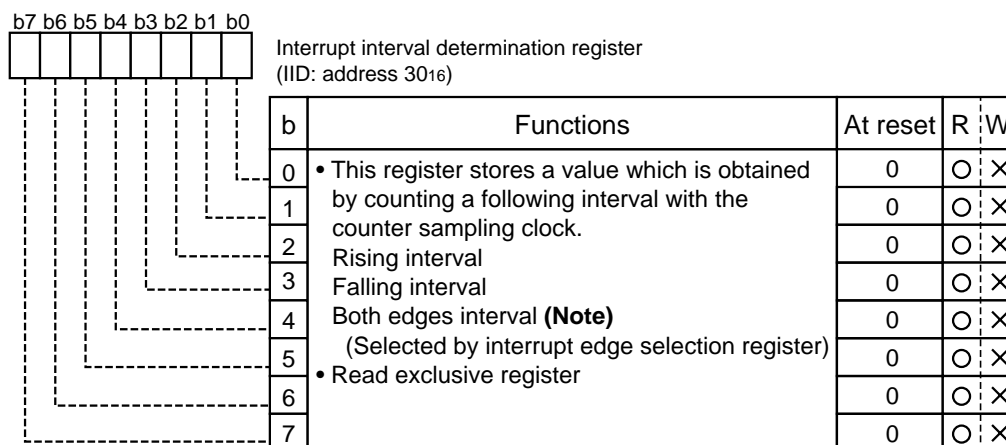 b7 b6 b5 b4 b3 b2 b1 b0
Interrupt interval determination register
(IID: address 3016)
b Functions At reset R W
0 • This register stores a value which is obtained 0 ○ ×
1 by counting a following interval with the 0 ○ ×
counter sampling clock.
2 Rising interval 0 ○ ×
3 Falling interval 0 ○ ×
4 Both edges interval (Note) 0 ○ ×
(Selected by interrupt edge selection register)
5 • Read exclusive register 0 ○ ×
6 0 ○ ×
7 0 ○ ×